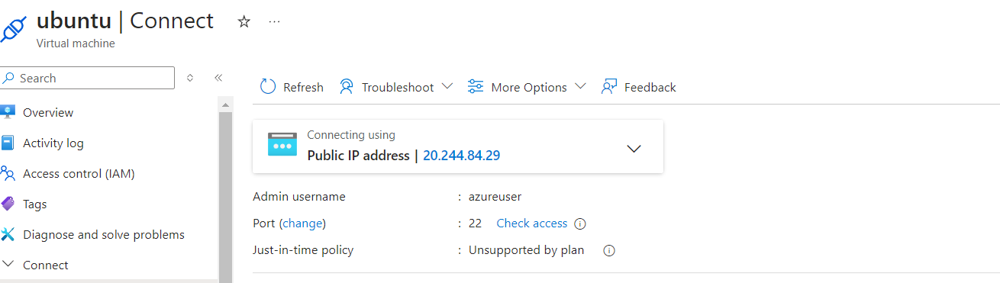 ubuntu | Connect
Virtual machine
Search
Overview
Activity log
Access control (IAM)
Tags
Diagnose and solve problems
Connect
Refresh Troubleshoot More Options Feedback
Connecting using
Public IP address | 20.244.84.29
Admin username : azureuser
Port (change) : 22 Check access
Just-in-time policy : Unsupported by plan